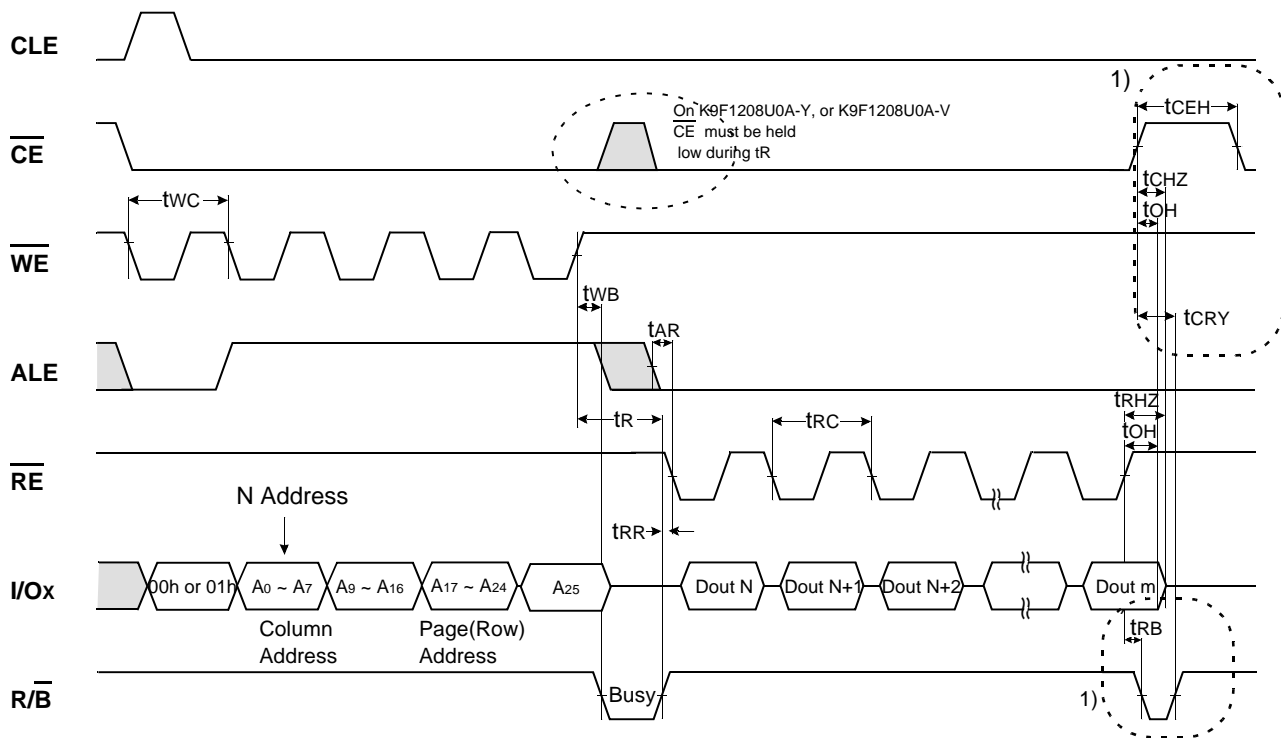 CLE
1)
tCEH
On K9F1208U0A-Y, or K9F1208U0A-V
CE must be held
low during tR
CE
tCHZ
tOH
tWC
WE
tWB
tCRY
tAR
ALE
tRHZ
tR
tRC
tOH
RE
N Address
tRR
I/Ox
00h or 01h
A0 ~ A7
A9 ~ A16
A17 ~ A24
A25
Dout N
Dout N+1
Dout N+2
Dout m
Column
Address
Page(Row)
Address
tRB
R/B
Busy
1)